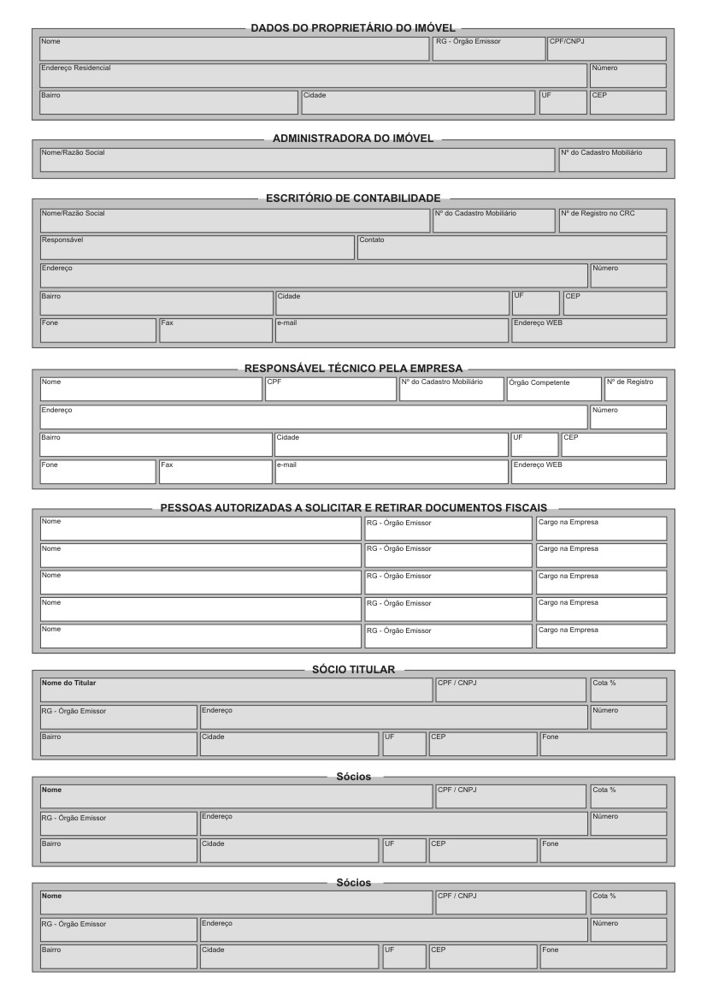 DADOS DO PROPRIETÁRIO DO IMÓVEL
Nome RG - Órgão Emissor CPF/CNPJ
Endereço Residencial Número
Bairro Cidade UF CEP
ADMINISTRADORA DO IMÓVEL
Nome/Razão Social Nº do Cadastro Mobiliário
ESCRITÓRIO DE CONTABILIDADE
Nome/Razão Social Nº do Cadastro Mobiliário Nº de Registro no CRC
Responsável Contato
Endereço Número
Bairro Cidade UF CEP
Fone Fax e-mail Endereço WEB
RESPONSÁVEL TÉCNICO PELA EMPRESA
Nome CPF Nº do Cadastro Mobiliário Órgão Competente Nº de Registro
Endereço Número
Bairro Cidade UF CEP
Fone Fax e-mail Endereço WEB
PESSOAS AUTORIZADAS A SOLICITAR E RETIRAR DOCUMENTOS FISCAIS
Nome RG - Órgão Emissor Cargo na Empresa
Nome RG - Órgão Emissor Cargo na Empresa
Nome RG - Órgão Emissor Cargo na Empresa
Nome RG - Órgão Emissor Cargo na Empresa
Nome RG - Órgão Emissor Cargo na Empresa
SÓCIO TITULAR
Nome do Titular CPF / CNPJ Cota %
RG - Órgão Emissor Endereço Número
Bairro Cidade UF CEP Fone
Sócios
Nome CPF / CNPJ Cota %
RG - Órgão Emissor Endereço Número
Bairro Cidade UF CEP Fone
Sócios
Nome CPF / CNPJ Cota %
RG - Órgão Emissor Endereço Número
Bairro Cidade UF CEP Fone